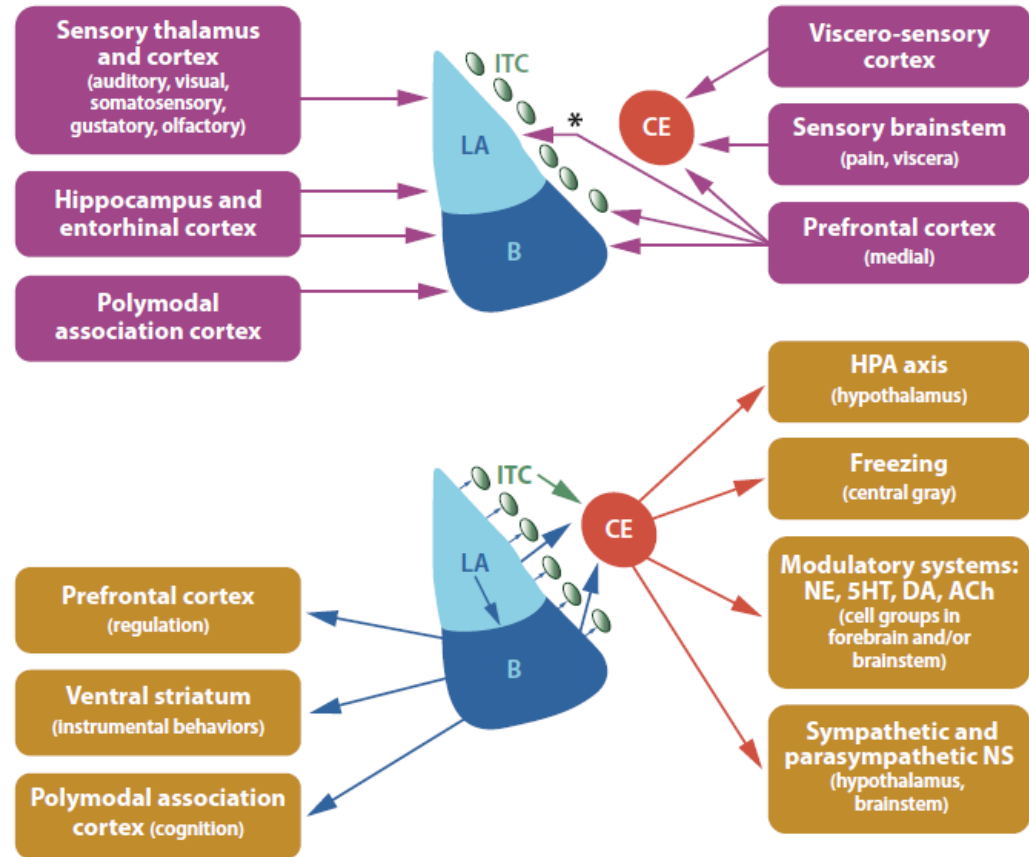 Sensory thalamus
and cortex
(auditory, visual,
somatosensory,
gustatory, olfactory)
Hippocampus and
entorhinal cortex
Polymodal
association cortex
ITC
LA
B
*
CE
Viscero-sensory
cortex
Sensory brainstem
(pain, viscera)
Prefrontal cortex
(medial)
Prefrontal cortex
(regulation)
Ventral striatum
(instrumental behaviors)
Polymodal association
cortex (cognition)
ITC
LA
B
CE
HPA axis
(hypothalamus)
Freezing
(central gray)
Modulatory systems:
NE, 5HT, DA, ACh
(cell groups in
forebrain and/or
brainstem)
Sympathetic and
parasympathetic NS
(hypothalamus,
brainstem)